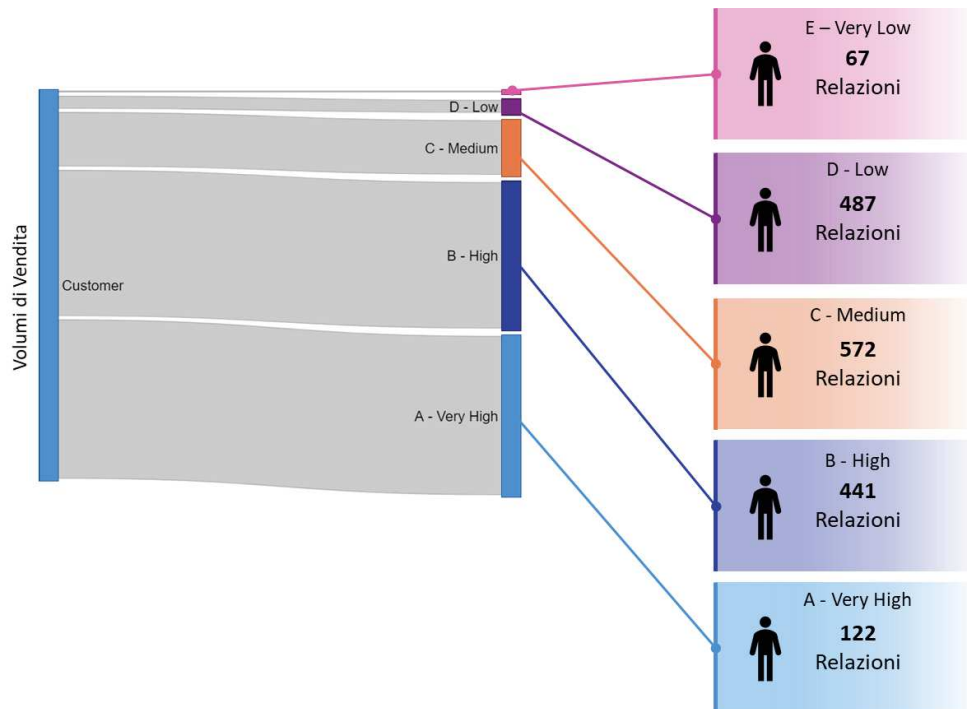 Volumi di Vendita
Customer
D - Low
C - Medium
B - High
A - Very High
E – Very Low
67
Relazioni
D - Low
487
Relazioni
C - Medium
572
Relazioni
B - High
441
Relazioni
A - Very High
122
Relazioni